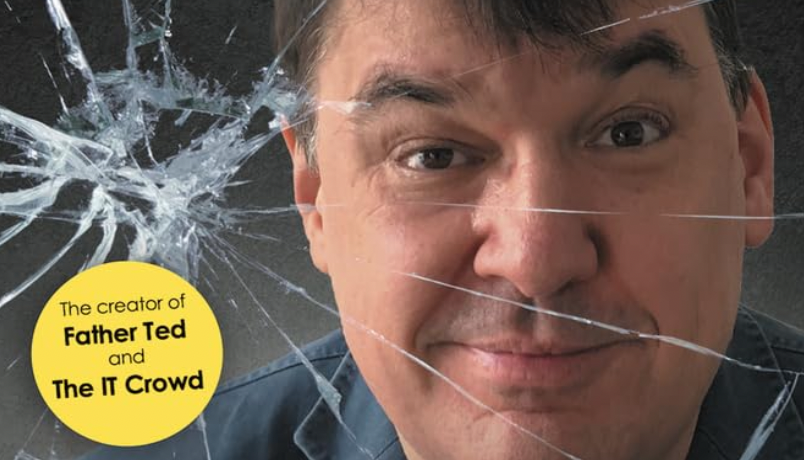 The creator of
Father Ted
and
The IT Crowd